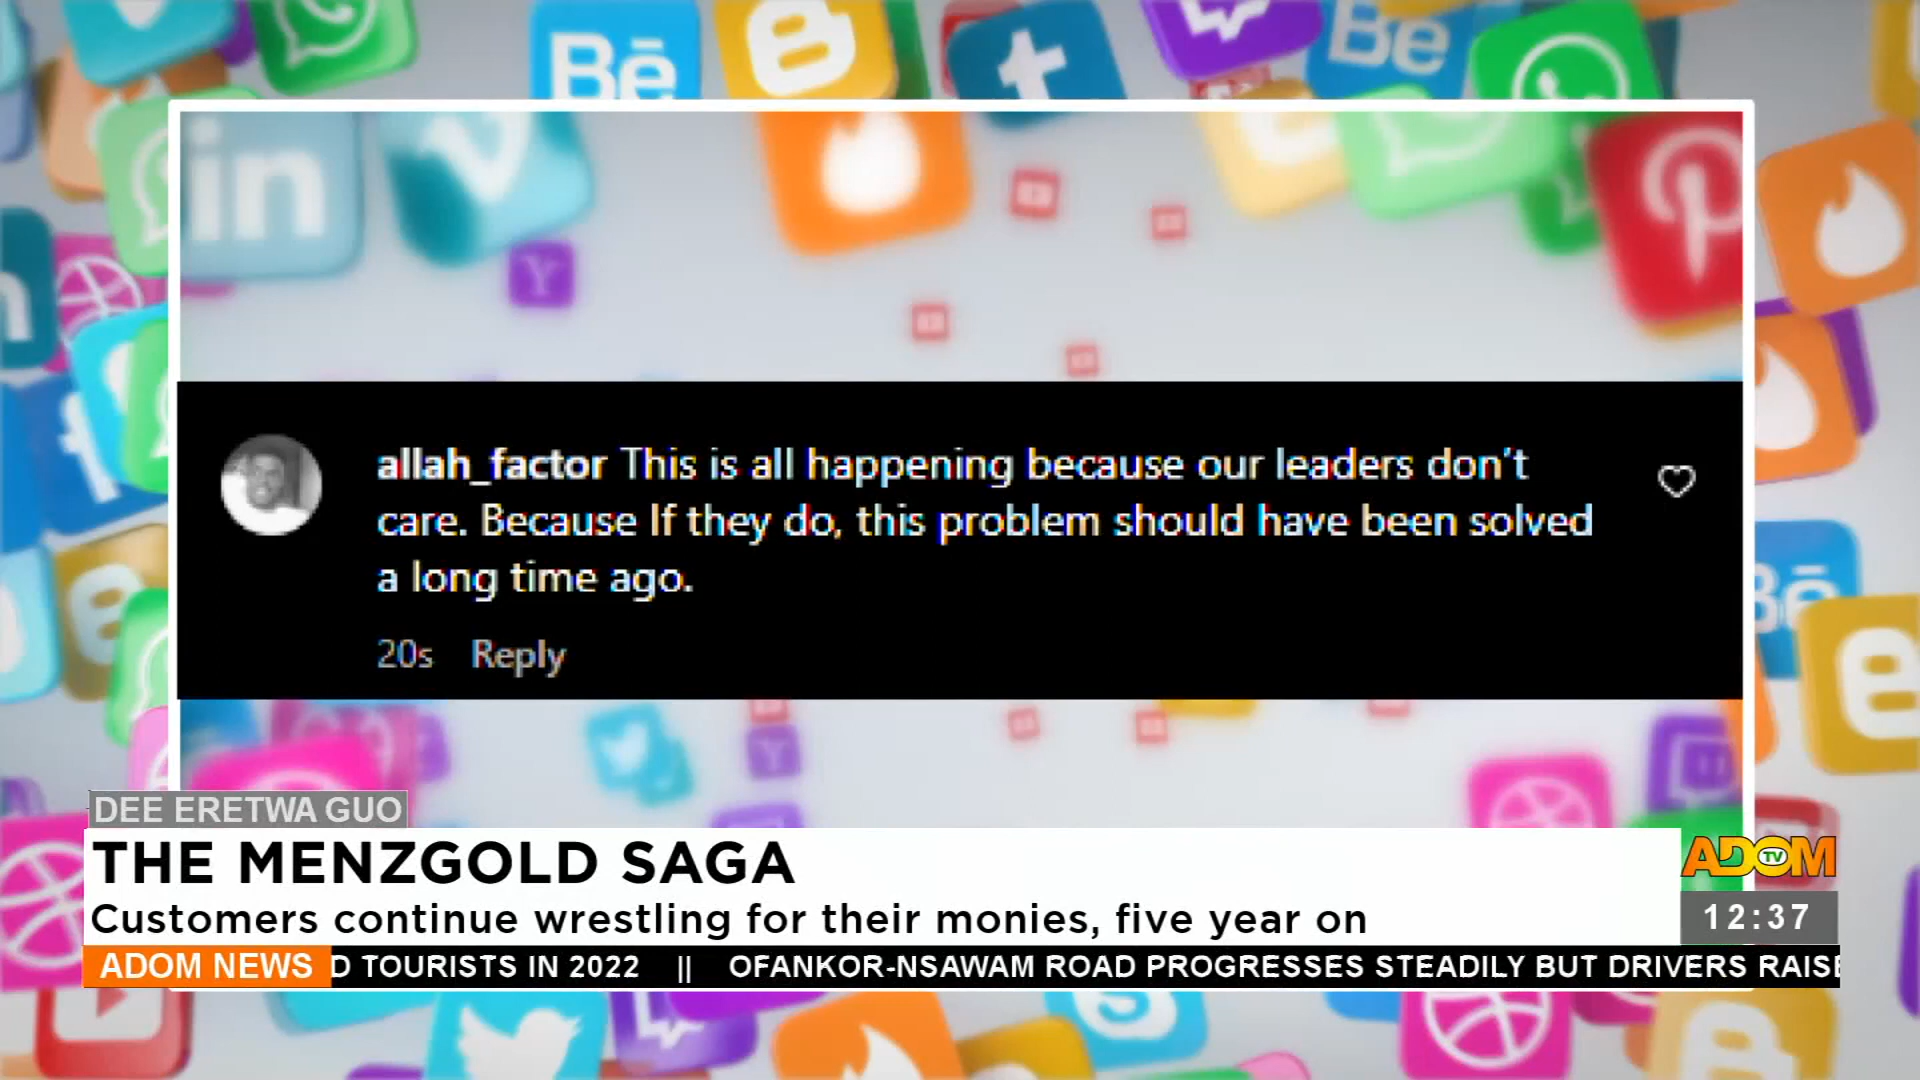 allah_factor This is all happening because our leaders don't
care. Because If they do, this problem should have been solved
a long time ago.
20s Reply
DEE ERETWA GUO
THE MENZGOLD SAGA
Customers continue wrestling for their monies, five year on
ADOM TV
12:37
ADOM NEWS D TOURISTS IN 2022 || OFANKOR-NSAWAM ROAD PROGRESSES STEADILY BUT DRIVERS RAISE